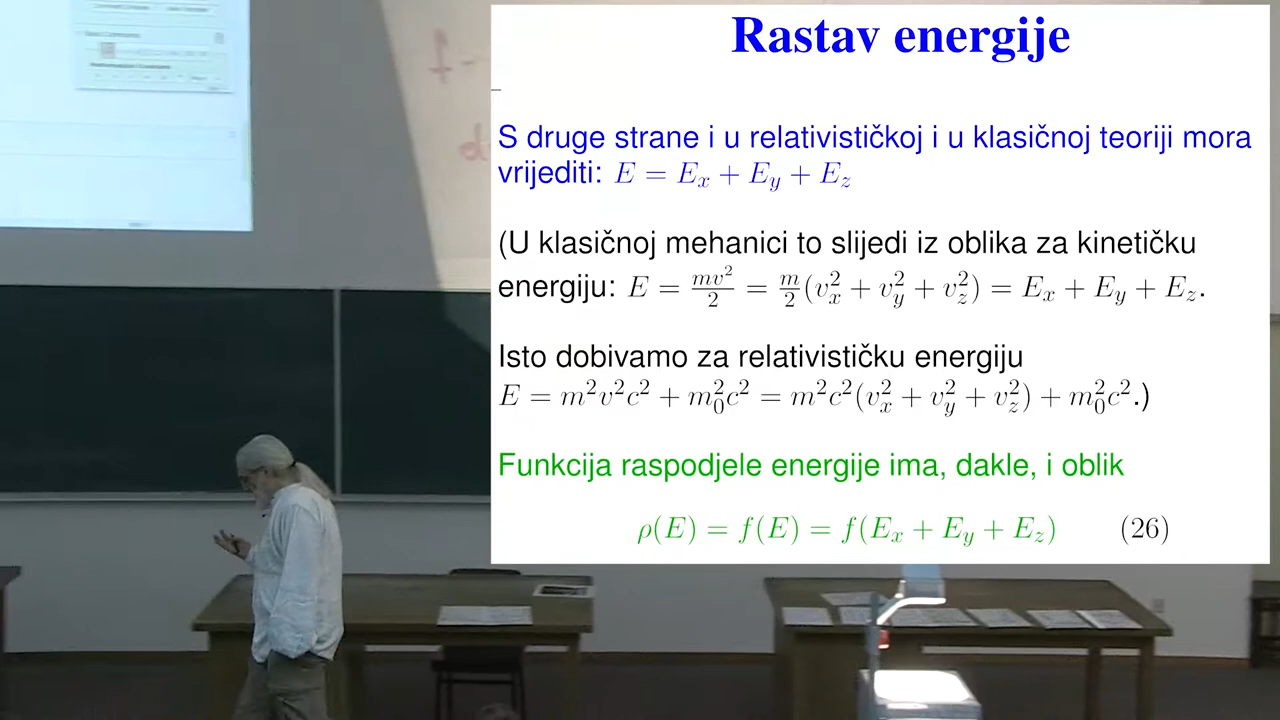 Rastav energije
S druge strane i u relativističkoj i u klasičnoj teoriji mora
vrijediti: E = E_x + E_y + E_z
(U klasičnoj mehanici to slijedi iz oblika za kinetičku
energiju: E = \frac{mv^2}{2} = \frac{m}{2}(v_x^2 + v_y^2 + v_z^2) = E_x + E_y + E_z.
Isto dobivamo za relativističku energiju
E = m^2v^2c^2 + m_0^2c^2 = m^2c^2(v_x^2 + v_y^2 + v_z^2) + m_0^2c^2.)
Funkcija raspodjele energije ima, dakle, i oblik
ρ(E) = f(E) = f(E_x + E_y + E_z) (26)